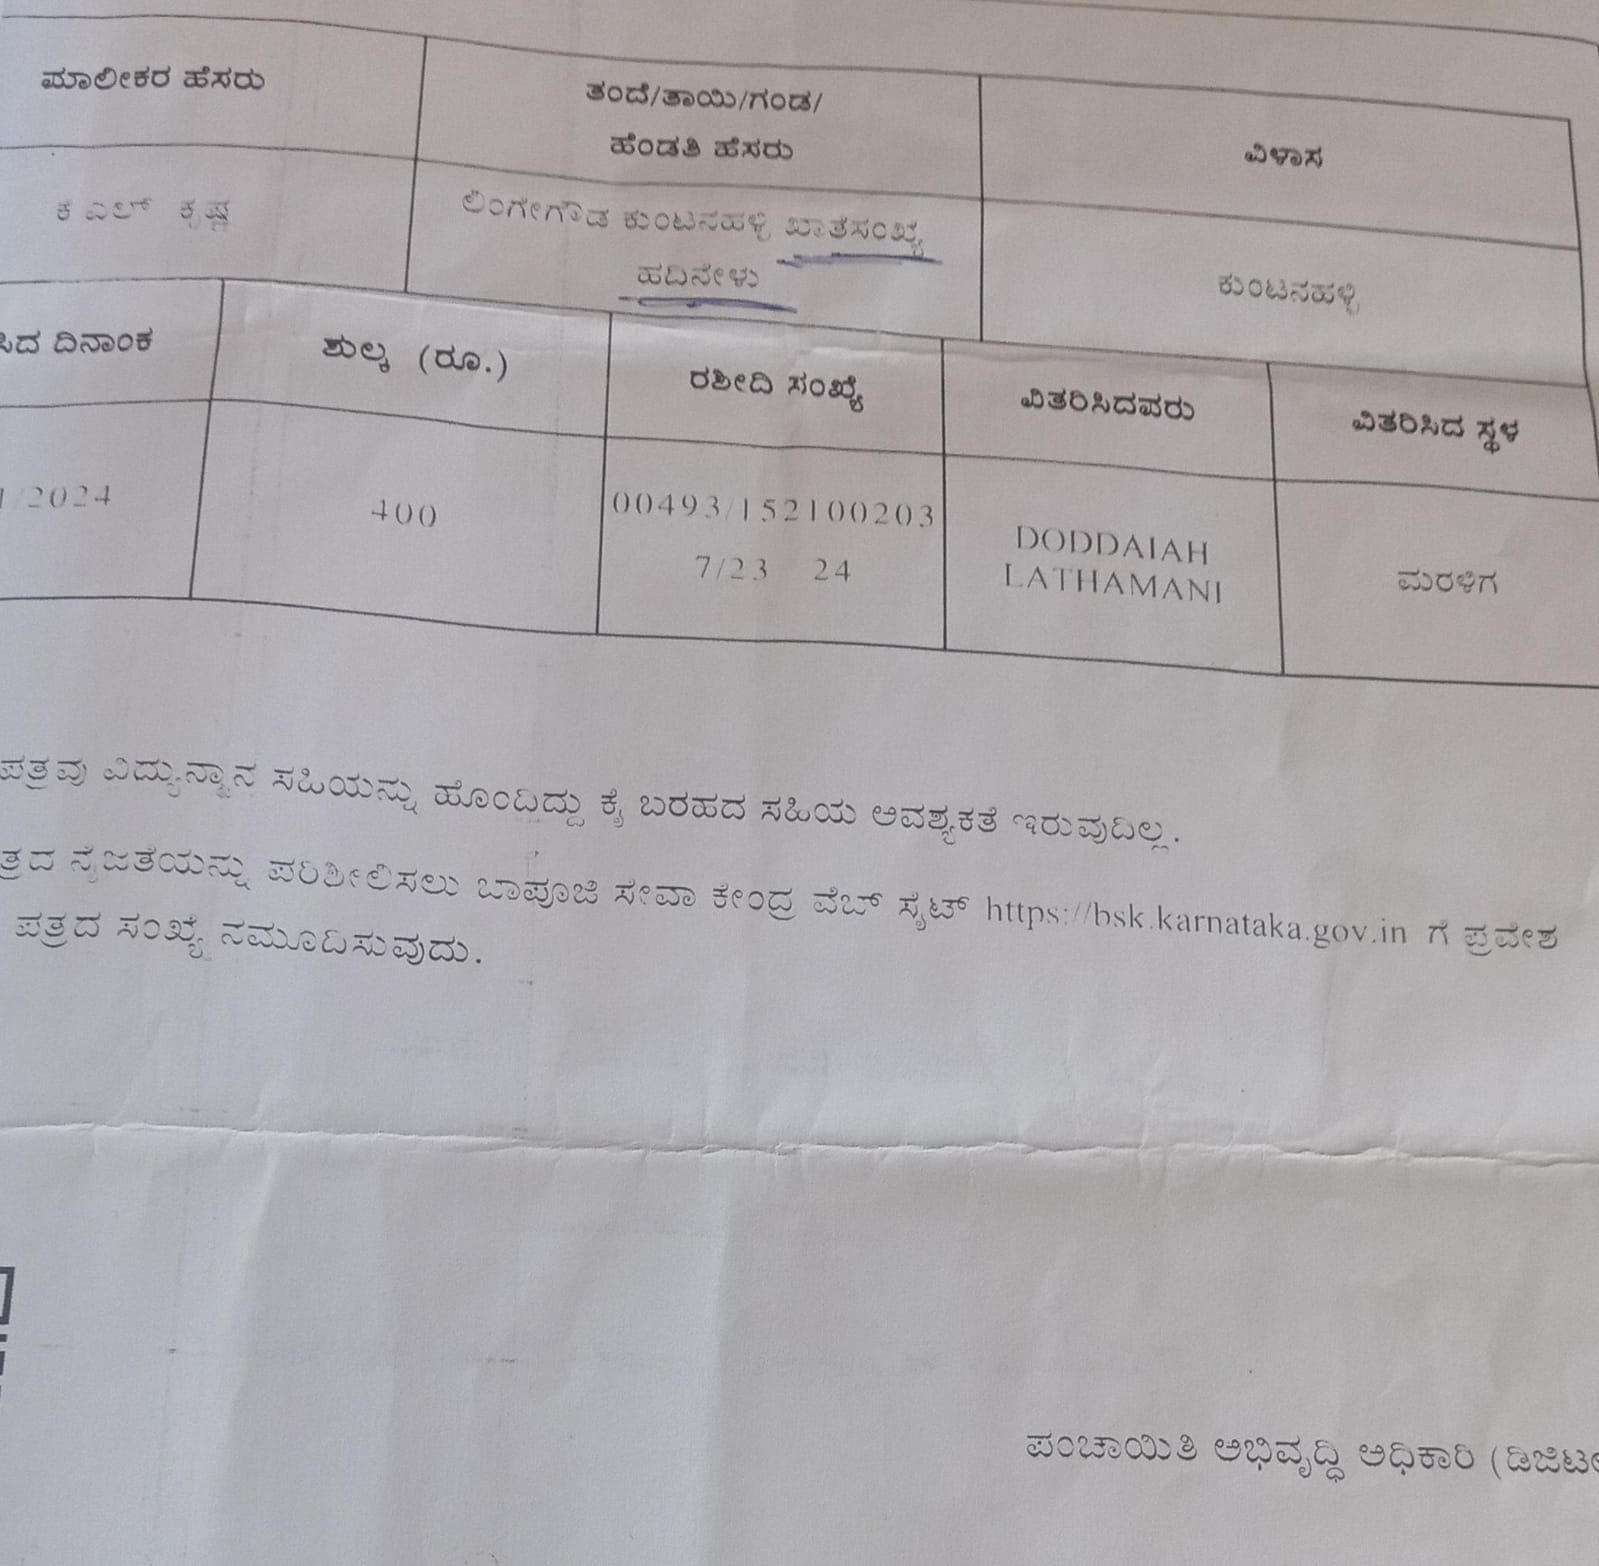 ಮಾಲೀಕರ ಹೆಸರು
ತಂದೆ/ತಾಯಿ/ಗಂಡ/
ಹೆಂಡತಿ ಹೆಸರು
ವಿಳಾಸ
ಕ ಎಲ್ ಕೃಷ್ಣ
ಲಿಂಗೇಗೌಡ ಕುಂಟನಹಳ್ಳಿ ಖಾತಸಂಖ್ಯ
ಹದಿನೇಳು
ಕುಂಟನಹಳ್ಳಿ
ದಿನಾಂಕ
ಶುಲ್ಕ (ರೂ.)
ರಶೀದಿ ಸಂಖ್ಯೆ
ವಿತರಿಸಿದವರು
ವಿತರಿಸಿದ ಸ್ಥಳ
/2024
400
00493/152100203
7/23 24
DODDAIAH
LATHAMANI
ಮರಳಿಗ
ಪತ್ರವು ವಿದ್ಯುನ್ಮಾನ ಸಹಿಯನ್ನು ಹೊಂದಿದ್ದು ಕೈ ಬರಹದ ಸಹಿಯ ಅವಶ್ಯಕತೆ ಇರುವುದಿಲ್ಲ.
ತ್ರದ ನೈಜತೆಯನ್ನು ಪರಿಶೀಲಿಸಲು ಬಾಪೂಜಿ ಸೇವಾ ಕೇಂದ್ರ ವೆಬ್ ಸೈಟ್ https://bsk.karnataka.gov.in ಗೆ ಪ್ರವೇಶ
ಪತ್ರದ ಸಂಖ್ಯೆ ನಮೂದಿಸುವುದು.
ಪಂಚಾಯಿತಿ ಅಭಿವೃದ್ಧಿ ಅಧಿಕಾರಿ (ಡಿಜಿಟ